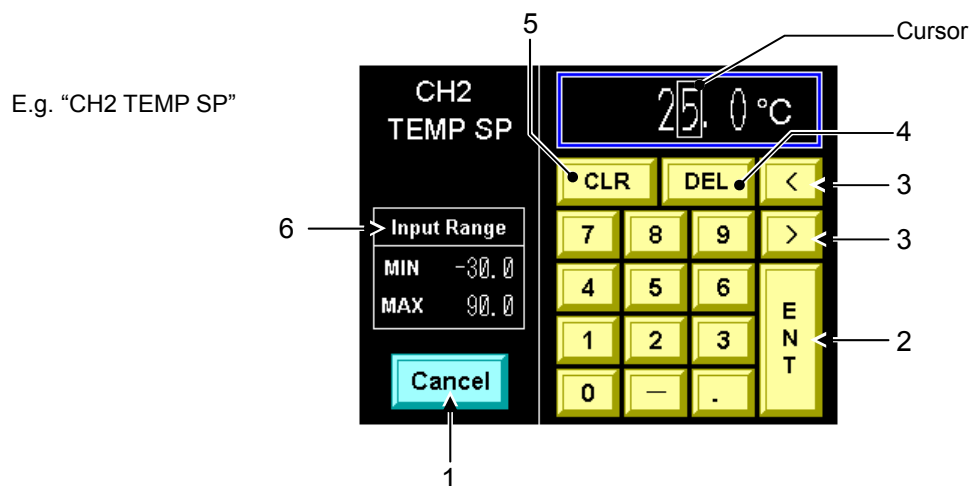 5
Cursor
E.g. “CH2 TEMP SP”
CH2
TEMP SP
25. 0 °C
4
CLR DEL <
3
6
Input Range
7 8 9 >
3
MIN -30. 0
MAX 90. 0
4 5 6
ENT
2
1 2 3
Cancel
0 — .
1